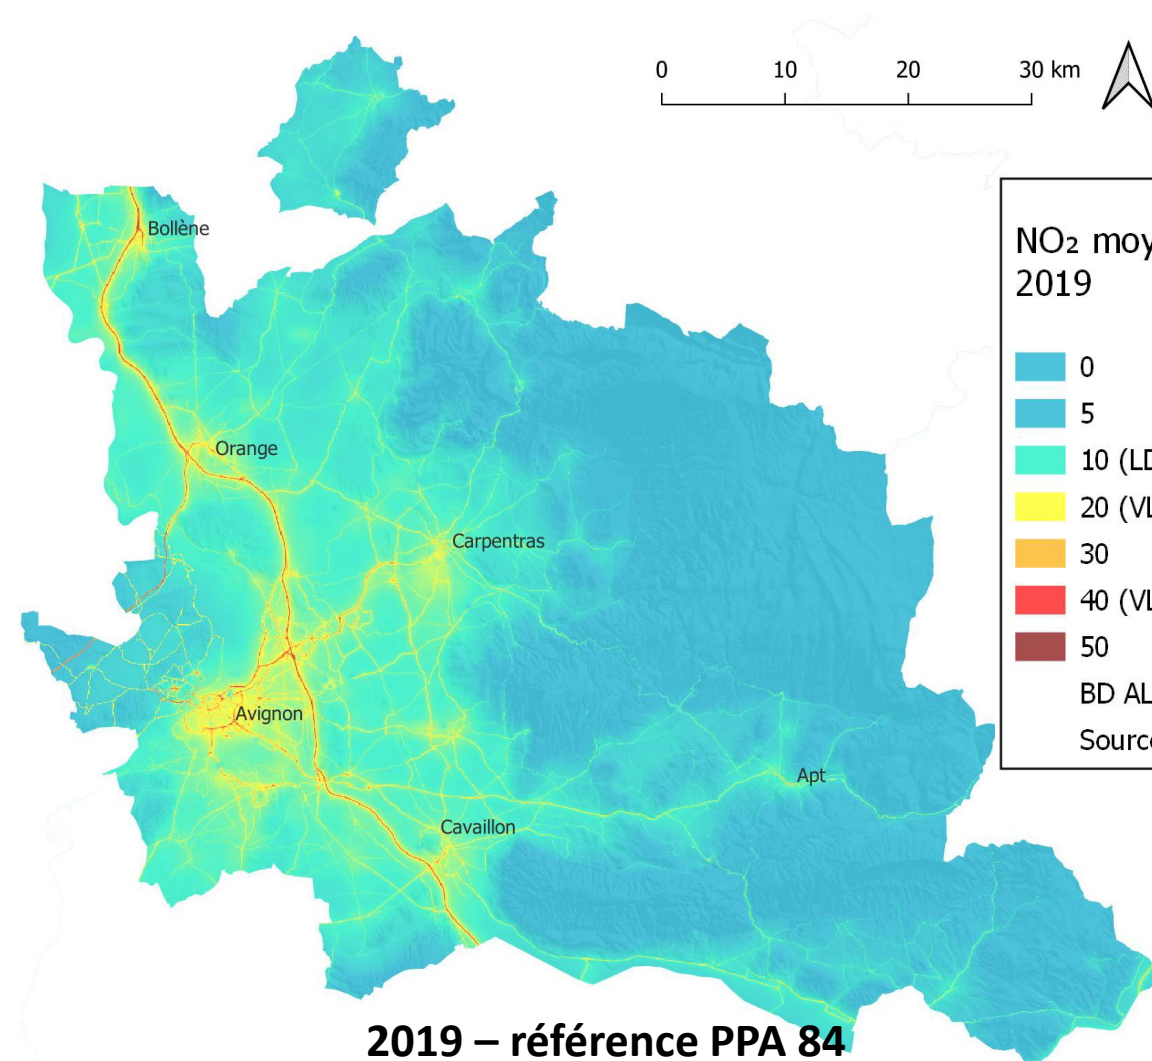 0 10 20 30 km
Bollène
NO₂ moy
2019
0
5
Orange
10 (LD
20 (VL
Carpentras
30
40 (VL
50
BD AL
Avignon
Source
Apt
Cavaillon
2019 – référence PPA 84